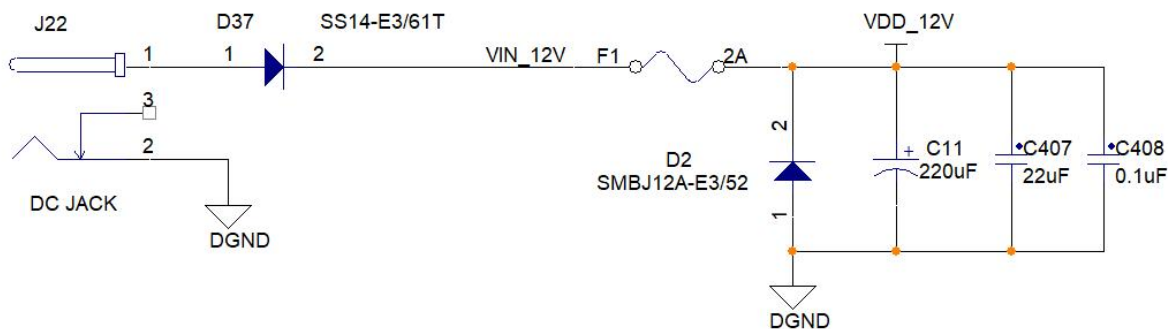 J22
D37
SS14-E3/61T
VDD_12V
1
1
2
VIN_12V
F1
2A
3
2
2
D2
SMBJ12A-E3/52
+
C11
220uF
C407
22uF
C408
0.1uF
1
DC JACK
DGND
DGND